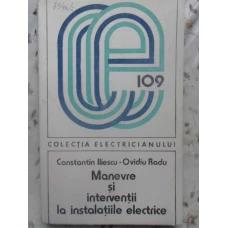 109
COLECȚIA ELECTRICIANULUI
Constantin Iliescu - Ovidiu Radu
Manevre
și
intervenții
la instalațiile electrice